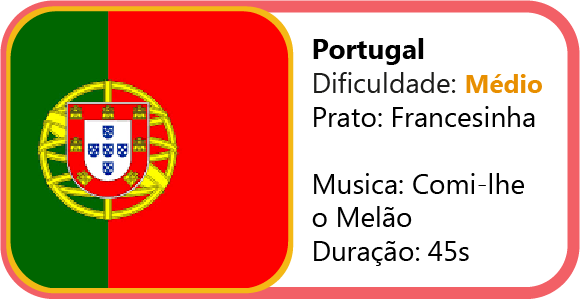 Portugal
Dificuldade: Médio
Prato: Francesinha
Musica: Comi-lhe
o Melão
Duração: 45s